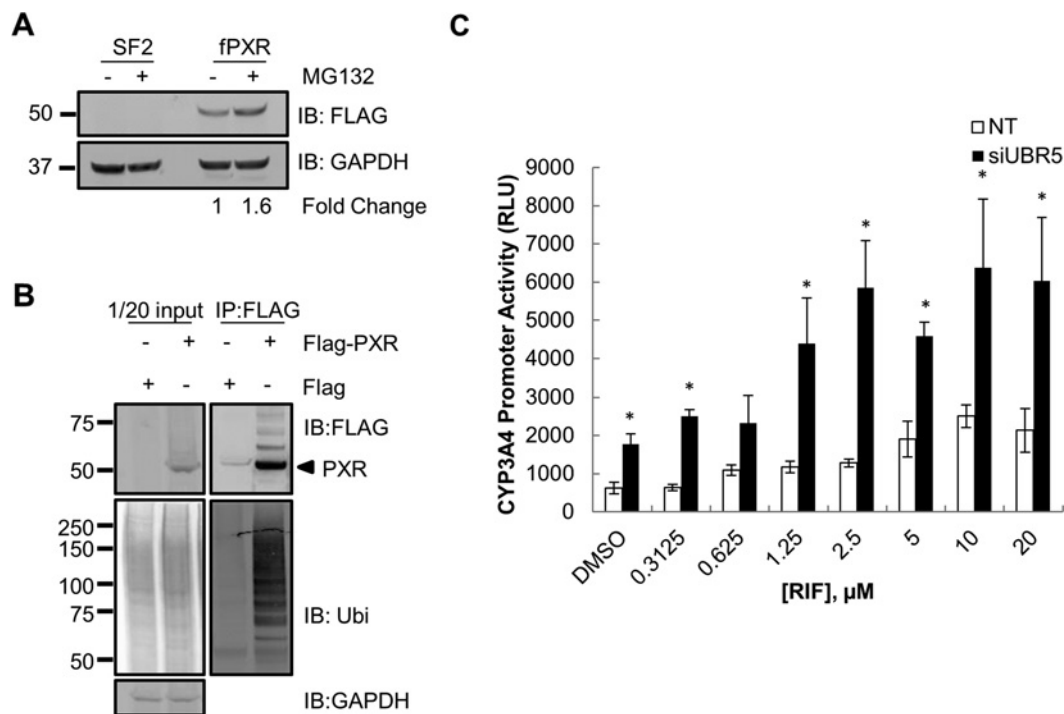 A
SF2 fPXR
- + - + MG132
50 IB: FLAG
37 IB: GAPDH
1 1.6 Fold Change
B
1/20 input IP:FLAG
- + - + Flag-PXR
+ - + - Flag
75 IB:FLAG
50 PXR
250
150
100
75 IB: Ubi
50
IB:GAPDH
C
NT
siUBR5
CYP3A4 Promoter Activity (RLU)
9000
8000
7000
6000
5000
4000
3000
2000
1000
0
* * * * * * *
DMSO 0.3125 0.625 1.25 2.5 5 10 20
[RIF], µM